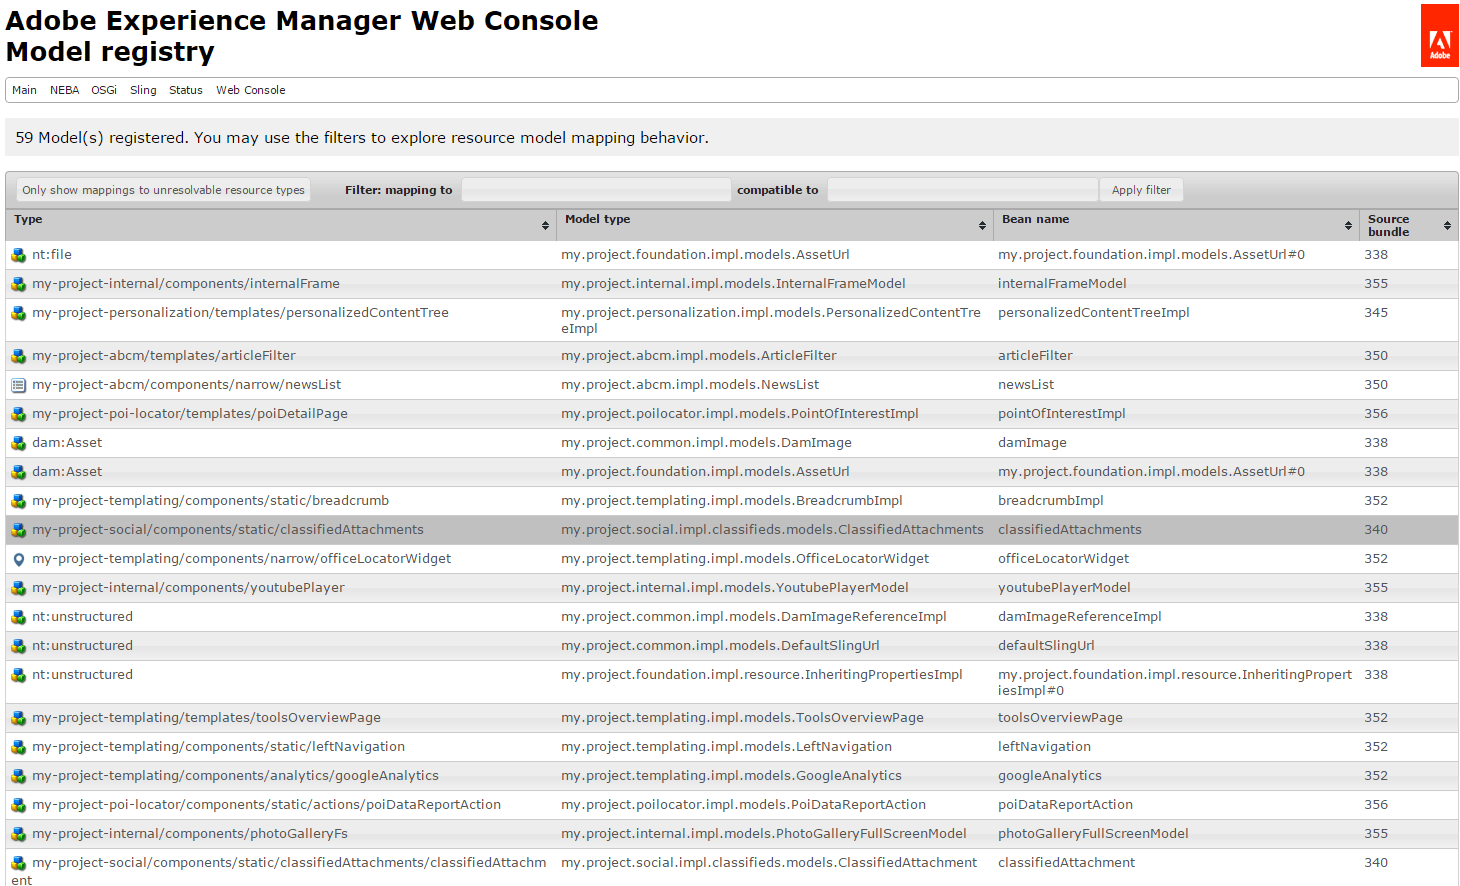 Adobe Experience Manager Web Console
Model registry
Adobe
Main NEBA OSGi Sling Status Web Console
59 Model(s) registered. You may use the filters to explore resource model mapping behavior.
Only show mappings to unresolvable resource types Filter: mapping to compatible to Apply filter
Type Model type Bean name Source bundle
nt:file my.project.foundation.impl.models.AssetUrl my.project.foundation.impl.models.AssetUrl#0 338
my-project-internal/components/internalFrame my.project.internal.impl.models.InternalFrameModel internalFrameModel 355
my-project-personalization/templates/personalizedContentTree my.project.personalization.impl.models.PersonalizedContentTre personalizedContentTreeImpl 345
eImpl
my-project-abcm/templates/articleFilter my.project.abcm.impl.models.ArticleFilter articleFilter 350
my-project-abcm/components/narrow/newsList my.project.abcm.impl.models.NewsList newsList 350
my-project-poi-locator/templates/poiDetailPage my.project.poilocator.impl.models.PointOfInterestImpl pointOfInterestImpl 356
dam:Asset my.project.common.impl.models.DamImage damImage 338
dam:Asset my.project.foundation.impl.models.AssetUrl my.project.foundation.impl.models.AssetUrl#0 338
my-project-templating/components/static/breadcrumb my.project.templating.impl.models.BreadcrumbImpl breadcrumbImpl 352
my-project-social/components/static/classifiedAttachments my.project.social.impl.classifieds.models.ClassifiedAttachments classifiedAttachments 340
my-project-templating/components/narrow/officeLocatorWidget my.project.templating.impl.models.OfficeLocatorWidget officeLocatorWidget 352
my-project-internal/components/youtubePlayer my.project.internal.impl.models.YoutubePlayerModel youtubePlayerModel 355
nt:unstructured my.project.common.impl.models.DamImageReferenceImpl damImageReferenceImpl 338
nt:unstructured my.project.common.impl.models.DefaultSlingUrl defaultSlingUrl 338
nt:unstructured my.project.foundation.impl.resource.InheritingPropertiesImpl my.project.foundation.impl.resource.InheritingPropert 338
iesImpl#0
my-project-templating/templates/toolsOverviewPage my.project.templating.impl.models.ToolsOverviewPage toolsOverviewPage 352
my-project-templating/components/static/leftNavigation my.project.templating.impl.models.LeftNavigation leftNavigation 352
my-project-templating/components/analytics/googleAnalytics my.project.templating.impl.models.GoogleAnalytics googleAnalytics 352
my-project-poi-locator/components/static/actions/poiDataReportAction my.project.poilocator.impl.models.PoiDataReportAction poiDataReportAction 356
my-project-internal/components/photoGalleryFs my.project.internal.impl.models.PhotoGalleryFullScreenModel photoGalleryFullScreenModel 355
my-project-social/components/static/classifiedAttachments/classifiedAttachm my.project.social.impl.classifieds.models.ClassifiedAttachment classifiedAttachment 340
ent